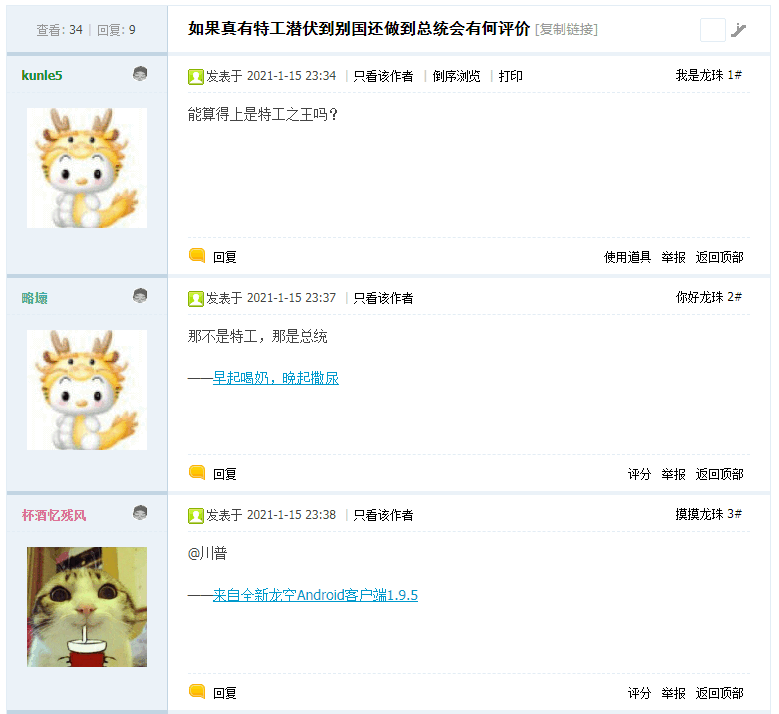 查看: 34 | 回复: 9
如果真有特工潜伏到别国还做到总统会有何评价 [复制链接]
kunle5
发表于 2021-1-15 23:34 | 只看该作者 | 倒序浏览 | 打印
我是龙珠 1#
能算得上是特工之王吗？
回复
使用道具 举报 返回顶部
略壕
发表于 2021-1-15 23:37 | 只看该作者
你好龙珠 2#
那不是特工，那是总统
——早起喝奶，晚起撒尿
回复
评分 举报 返回顶部
杯酒忆残风
发表于 2021-1-15 23:38 | 只看该作者
摸摸龙珠 3#
@川普
——来自全新龙空Android客户端1.9.5
回复
评分 举报 返回顶部